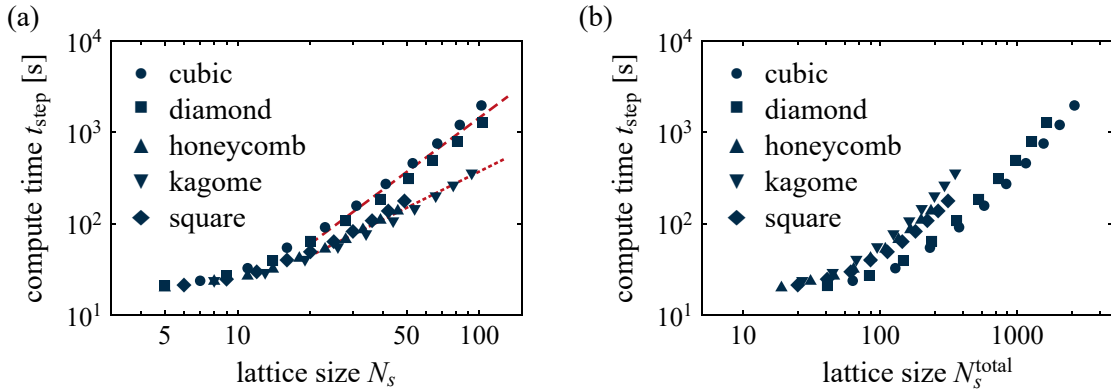 (a)
compute time t_step [s]
10^4
10^3
10^2
10^1
cubic
diamond
honeycomb
kagome
square
5 10 50 100
lattice size N_s
(b)
compute time t_step [s]
10^4
10^3
10^2
10^1
cubic
diamond
honeycomb
kagome
square
10 100 1000
lattice size N_s^total